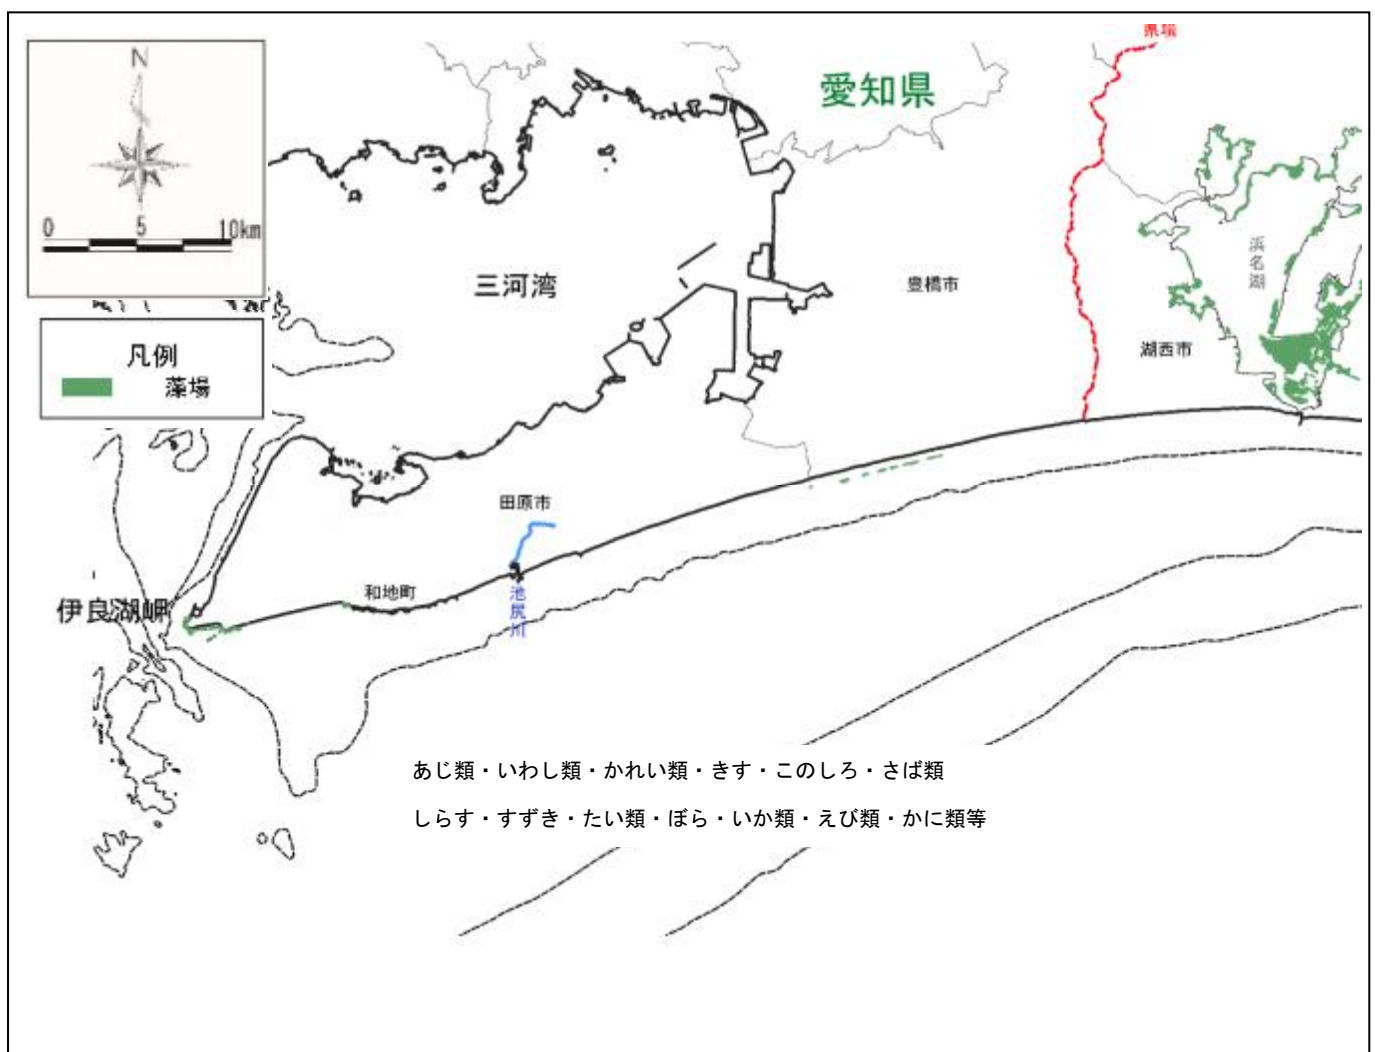 県境
愛知県
N
0 5 10km
三河湾
浜名湖
豊橋市
湖西市
凡例
藻場
田原市
和地町
池尻川
伊良湖岬
あじ類・いわし類・かれい類・きす・このしろ・さば類
しらす・すずき・たい類・ぼら・いか類・えび類・かに類等